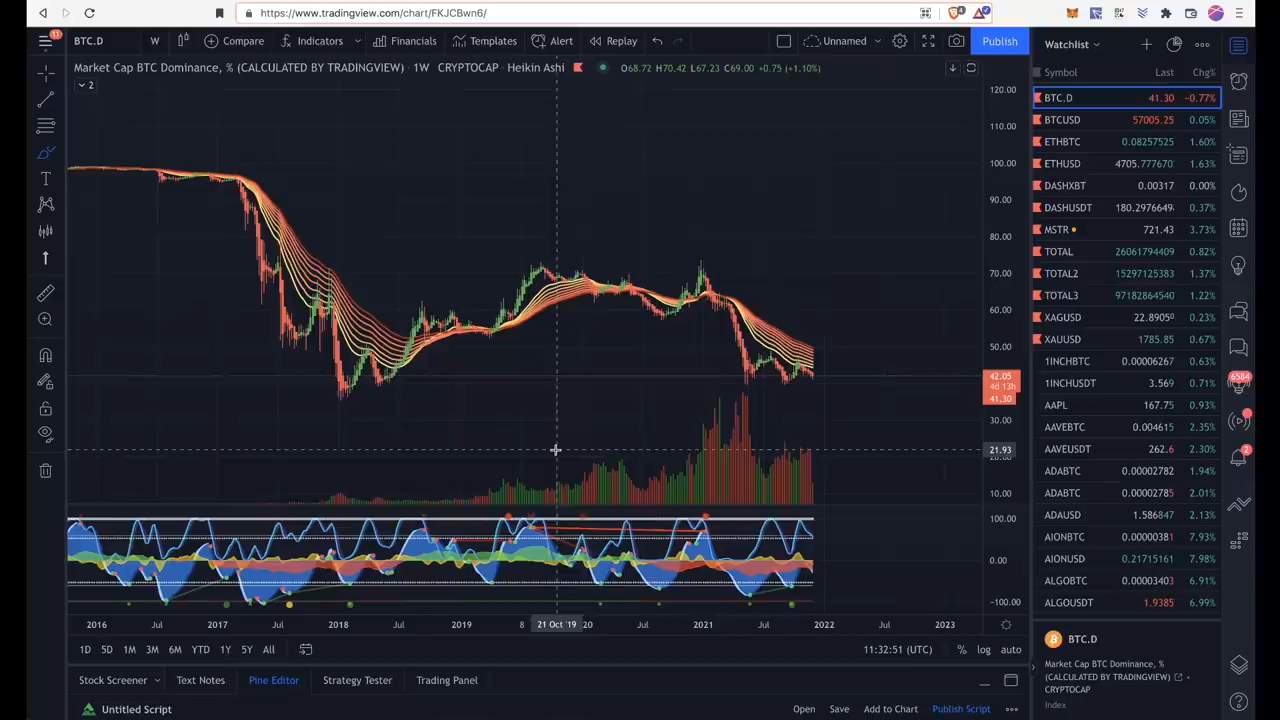 https://www.tradingview.com/chart/FKJCBwn6/
4
2
11
BTC.D W Compare Indicators Financials Templates Alert Replay Unnamed Publish
Market Cap BTC Dominance, % (CALCULATED BY TRADINGVIEW) · 1W CRYPTOCAP · Heikin Ashi O68.72 H70.42 L67.23 C69.00 +0.75 (+1.10%)
2
120.00
110.00
100.00
90.00
80.00
70.00
60.00
50.00
42.05
4d 13h
41.30
30.00
21.93
10.00
100.00
0.00
−100.00
2016 Jul 2017 Jul 2018 Jul 2019 8 21 Oct '19 20 Jul 2021 Jul 2022 Jul 2023
1D 5D 1M 3M 6M YTD 1Y 5Y All 11:32:51 (UTC) % log auto
Stock Screener Text Notes Pine Editor Strategy Tester Trading Panel
Untitled Script Open Save Add to Chart Publish Script
Watchlist
Symbol Last Chg%
BTC.D 41.30 −0.77%
BTCUSD 57005.25 0.05%
ETHBTC 0.08257525 1.60%
ETHUSD 4705.777670 1.63%
DASHXBT 0.00317 0.00%
DASHUSDT 180.2976649 0.37%
MSTR 721.43 3.73%
TOTAL 26061794409 0.82%
TOTAL2 15297125383 1.37%
TOTAL3 97182864540 1.22%
XAGUSD 22.8905⁰ 0.23%
XAUUSD 1785.85 0.67%
1INCHBTC 0.00006267 0.63%
1INCHUSDT 3.569 0.71%
AAPL 167.75 0.93%
AAVEBTC 0.004615 2.35%
AAVEUSDT 262.6 2.30%
ADABTC 0.00002782 1.94%
ADABTC 0.00002785 2.01%
ADAUSD 1.586847 2.13%
AIONBTC 0.00000381 7.93%
AIONUSD 0.21715161 7.98%
ALGOBTC 0.00003403 6.91%
ALGOUSDT 1.9385 6.99%
BTC.D
Market Cap BTC Dominance, %
(CALCULATED BY TRADINGVIEW) ·
CRYPTOCAP
Index
6584
2